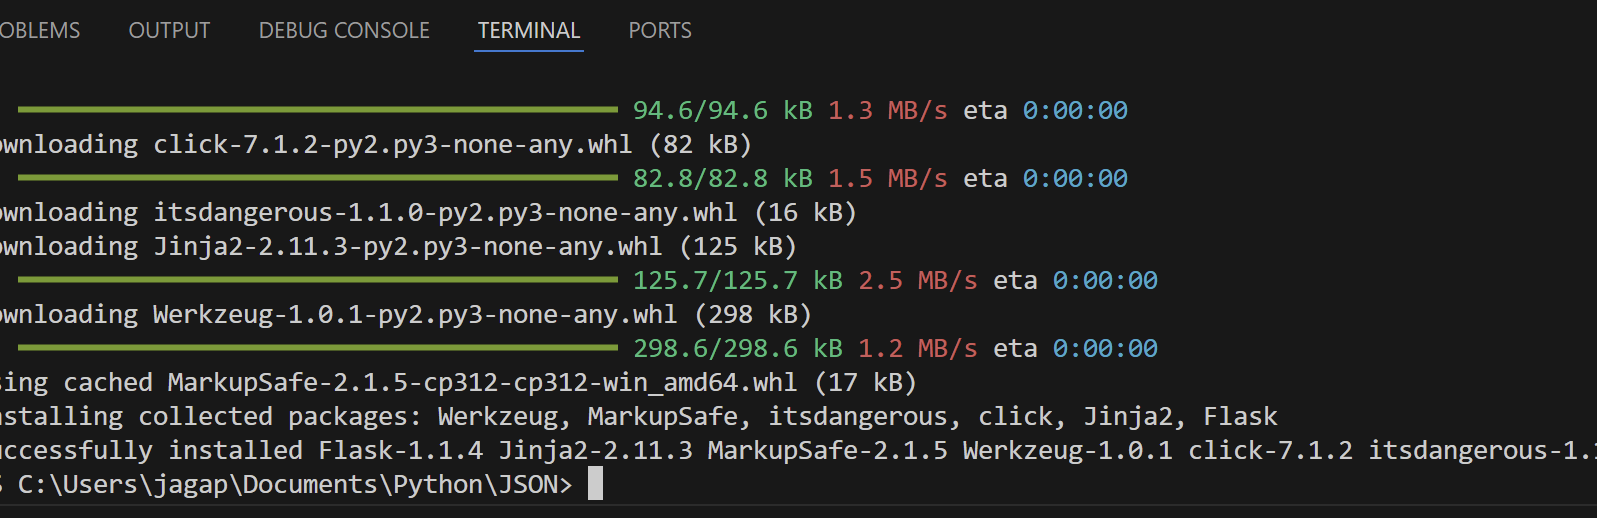 OBLEMS OUTPUT DEBUG CONSOLE TERMINAL PORTS
94.6/94.6 kB 1.3 MB/s eta 0:00:00
ownloading click-7.1.2-py2.py3-none-any.whl (82 kB)
82.8/82.8 kB 1.5 MB/s eta 0:00:00
ownloading itsdangerous-1.1.0-py2.py3-none-any.whl (16 kB)
ownloading Jinja2-2.11.3-py2.py3-none-any.whl (125 kB)
125.7/125.7 kB 2.5 MB/s eta 0:00:00
ownloading Werkzeug-1.0.1-py2.py3-none-any.whl (298 kB)
298.6/298.6 kB 1.2 MB/s eta 0:00:00
sing cached MarkupSafe-2.1.5-cp312-cp312-win_amd64.whl (17 kB)
nstalling collected packages: Werkzeug, MarkupSafe, itsdangerous, click, Jinja2, Flask
uccessfully installed Flask-1.1.4 Jinja2-2.11.3 MarkupSafe-2.1.5 Werkzeug-1.0.1 click-7.1.2 itsdangerous-1.1
S C:\Users\jagap\Documents\Python\JSON>